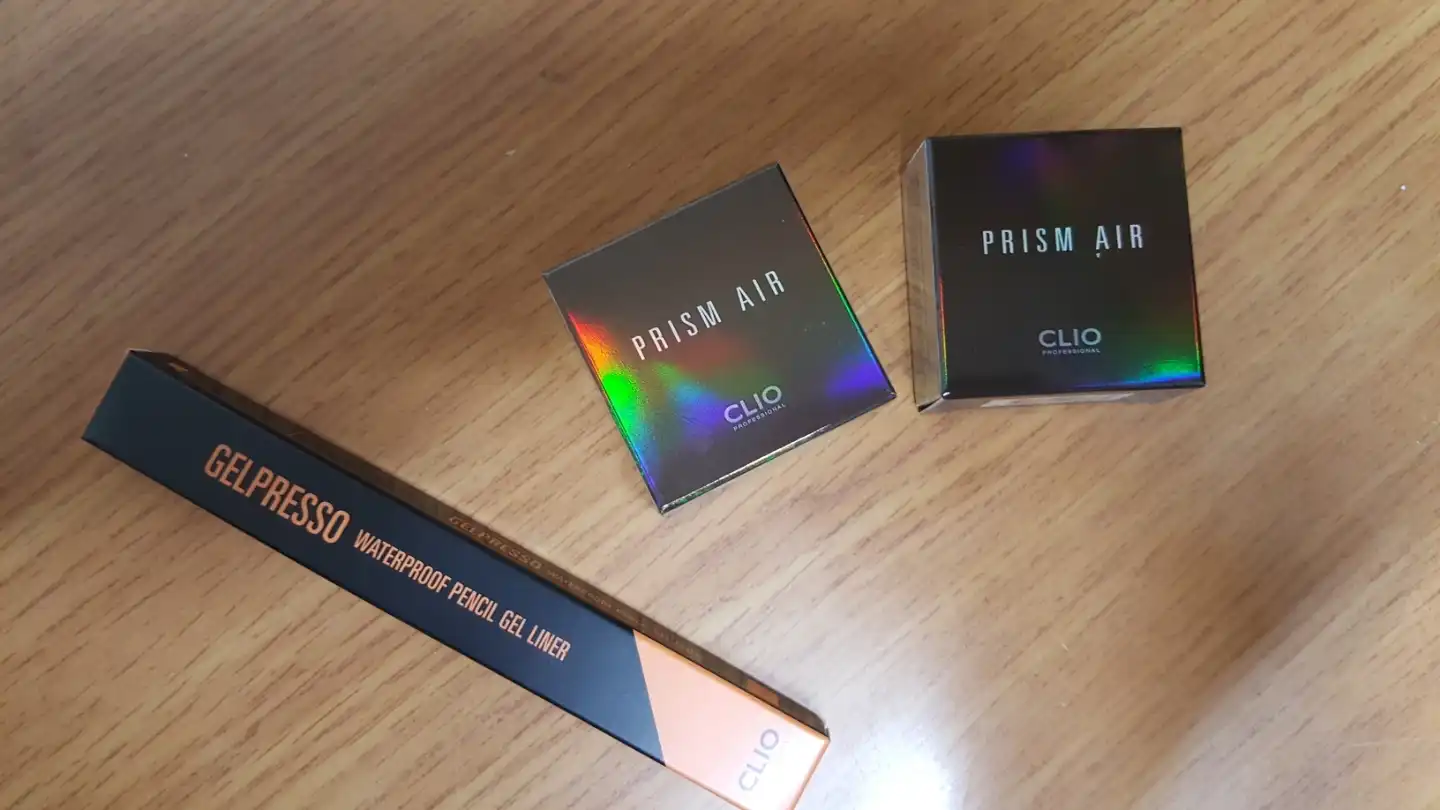 PRISM AIR
CLIO
PROFESSIONAL
PRISM AIR
CLIO
PROFESSIONAL
GELPRESSO WATERPROOF PENCIL GEL LINER
CLIO
GELPRESSO